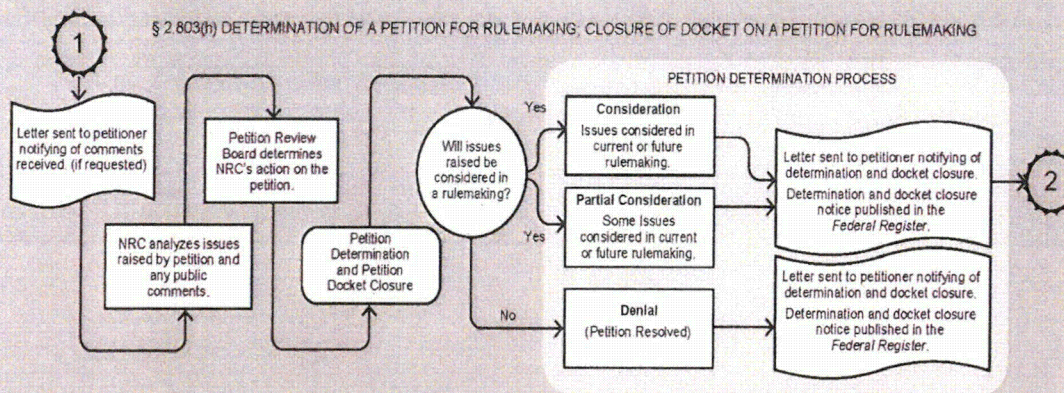 § 2.803(h) DETERMINATION OF A PETITION FOR RULEMAKING; CLOSURE OF DOCKET ON A PETITION FOR RULEMAKING
1
Letter sent to petitioner
notifying of comments
received. (if requested)
NRC analyzes issues
raised by petition and
any public
comments.
Petition Review
Board determines
NRC's action on the
petition.
Petition
Determination
and Petition
Docket Closure
Will issues
raised be
considered in
a rulemaking?
Yes
Yes
No
PETITION DETERMINATION PROCESS
Consideration
Issues considered in
current or future
rulemaking.
Partial Consideration
Some Issues
considered in current
or future rulemaking.
Denial
(Petition Resolved)
Letter sent to petitioner notifying of
determination and docket closure.
Determination and docket closure
notice published in the
Federal Register.
Letter sent to petitioner notifying of
determination and docket closure.
Determination and docket closure
notice published in the
Federal Register.
2